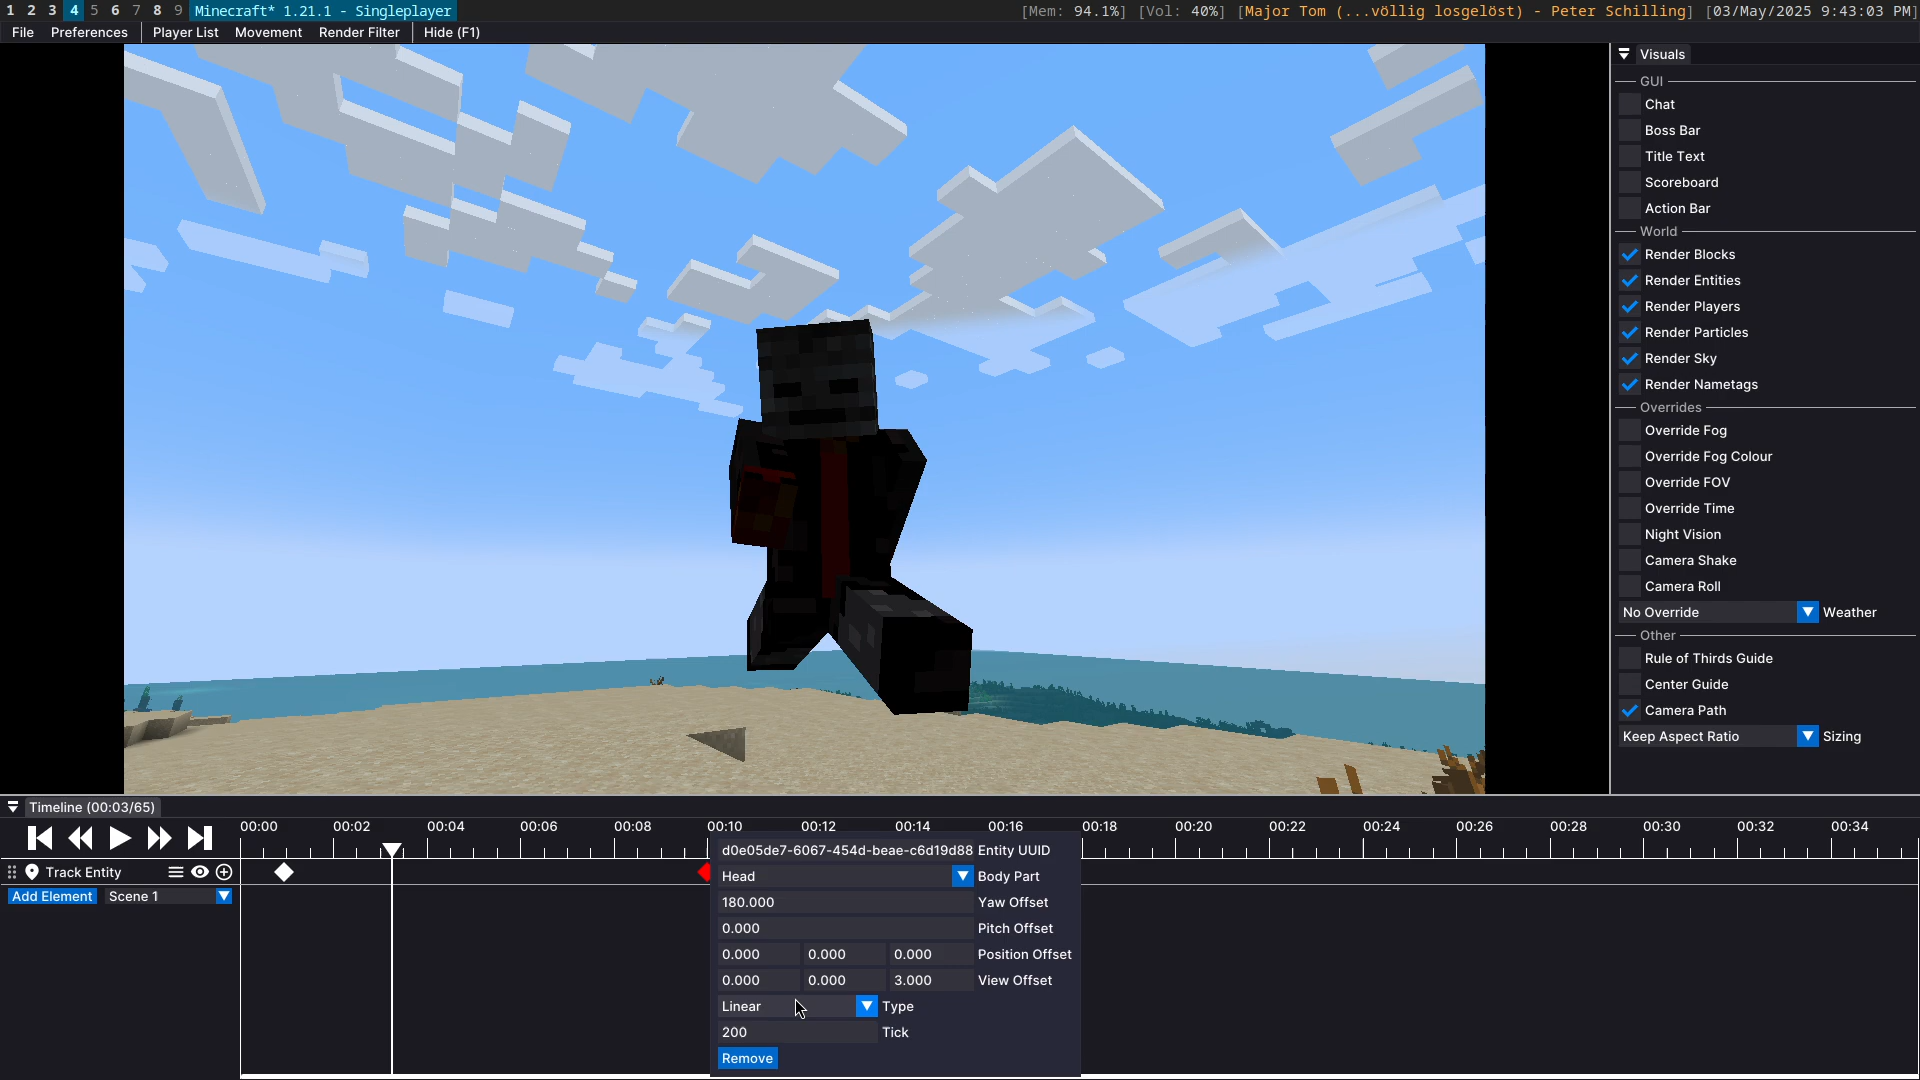 1 2 3 4 5 6 7 8 9 Minecraft* 1.21.1 - Singleplayer [Mem: 94.1%] [Vol: 40%] [Major Tom (...völlig losgelöst) - Peter Schilling] [03/May/2025 9:43:03 PM]
File Preferences Player List Movement Render Filter Hide (F1)
Visuals
GUI
Chat
Boss Bar
Title Text
Scoreboard
Action Bar
World
Render Blocks
Render Entities
Render Players
Render Particles
Render Sky
Render Nametags
Overrides
Override Fog
Override Fog Colour
Override FOV
Override Time
Night Vision
Camera Shake
Camera Roll
No Override Weather
Other
Rule of Thirds Guide
Center Guide
Camera Path
Keep Aspect Ratio Sizing
Timeline (00:03/65)
00:00 00:02 00:04 00:06 00:08 00:10 00:12 00:14 00:16 00:18 00:20 00:22 00:24 00:26 00:28 00:30 00:32 00:34
Track Entity
Add Element Scene 1
d0e05de7-6067-454d-beae-c6d19d88 Entity UUID
Head Body Part
180.000 Yaw Offset
0.000 Pitch Offset
0.000 0.000 0.000 Position Offset
0.000 0.000 3.000 View Offset
Linear Type
200 Tick
Remove